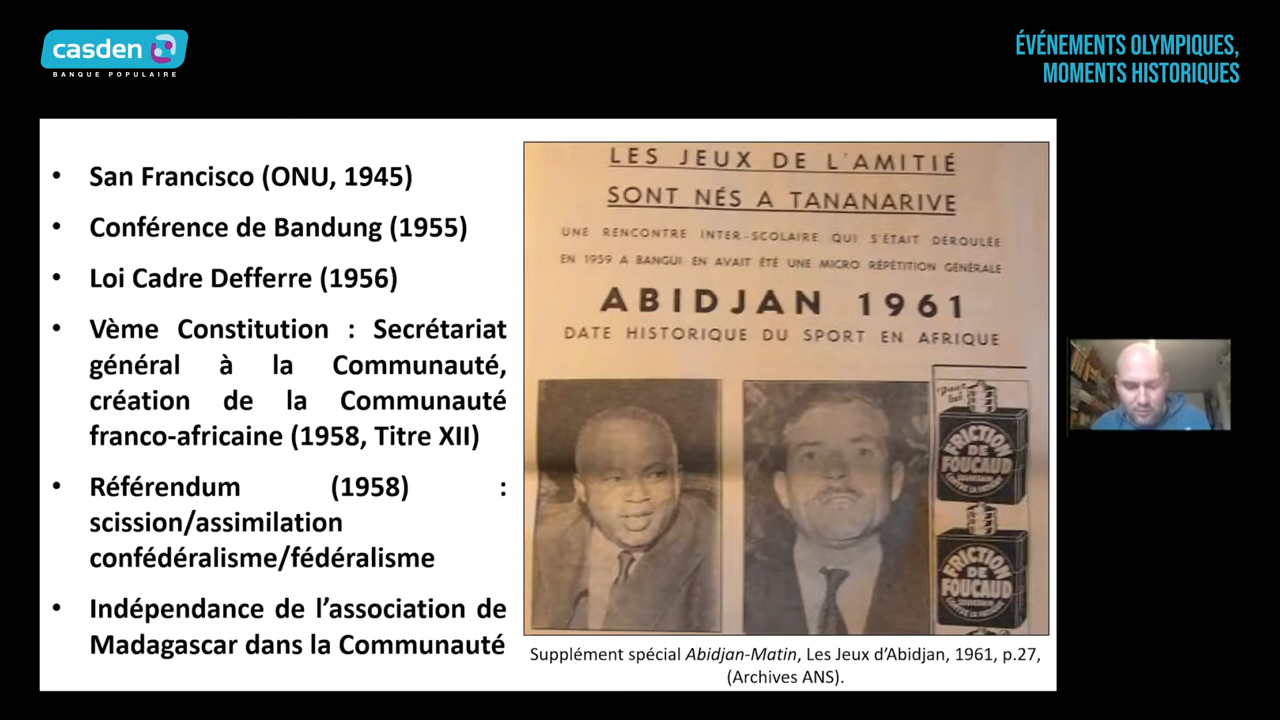 casden
BANQUE POPULAIRE
ÉVÉNEMENTS OLYMPIQUES,
MOMENTS HISTORIQUES
• San Francisco (ONU, 1945)
• Conférence de Bandung (1955)
• Loi Cadre Defferre (1956)
• Vème Constitution : Secrétariat
général à la Communauté,
création de la Communauté
franco-africaine (1958, Titre XII)
• Référendum (1958) :
scission/assimilation
confédéralisme/fédéralisme
• Indépendance de l’association de
Madagascar dans la Communauté
LES JEUX DE L'AMITIÉ
SONT NÉS A TANANARIVE
UNE RENCONTRE INTER-SCOLAIRE QUI S'ÉTAIT DÉROULÉE
EN 1959 A BANGUI EN AVAIT ÉTÉ UNE MICRO RÉPÉTITION GÉNÉRALE
ABIDJAN 1961
DATE HISTORIQUE DU SPORT EN AFRIQUE
FRICTION
DE
FOUCAUD
FRICTION
DE
FOUCAUD
Supplément spécial Abidjan-Matin, Les Jeux d’Abidjan, 1961, p.27,
(Archives ANS).